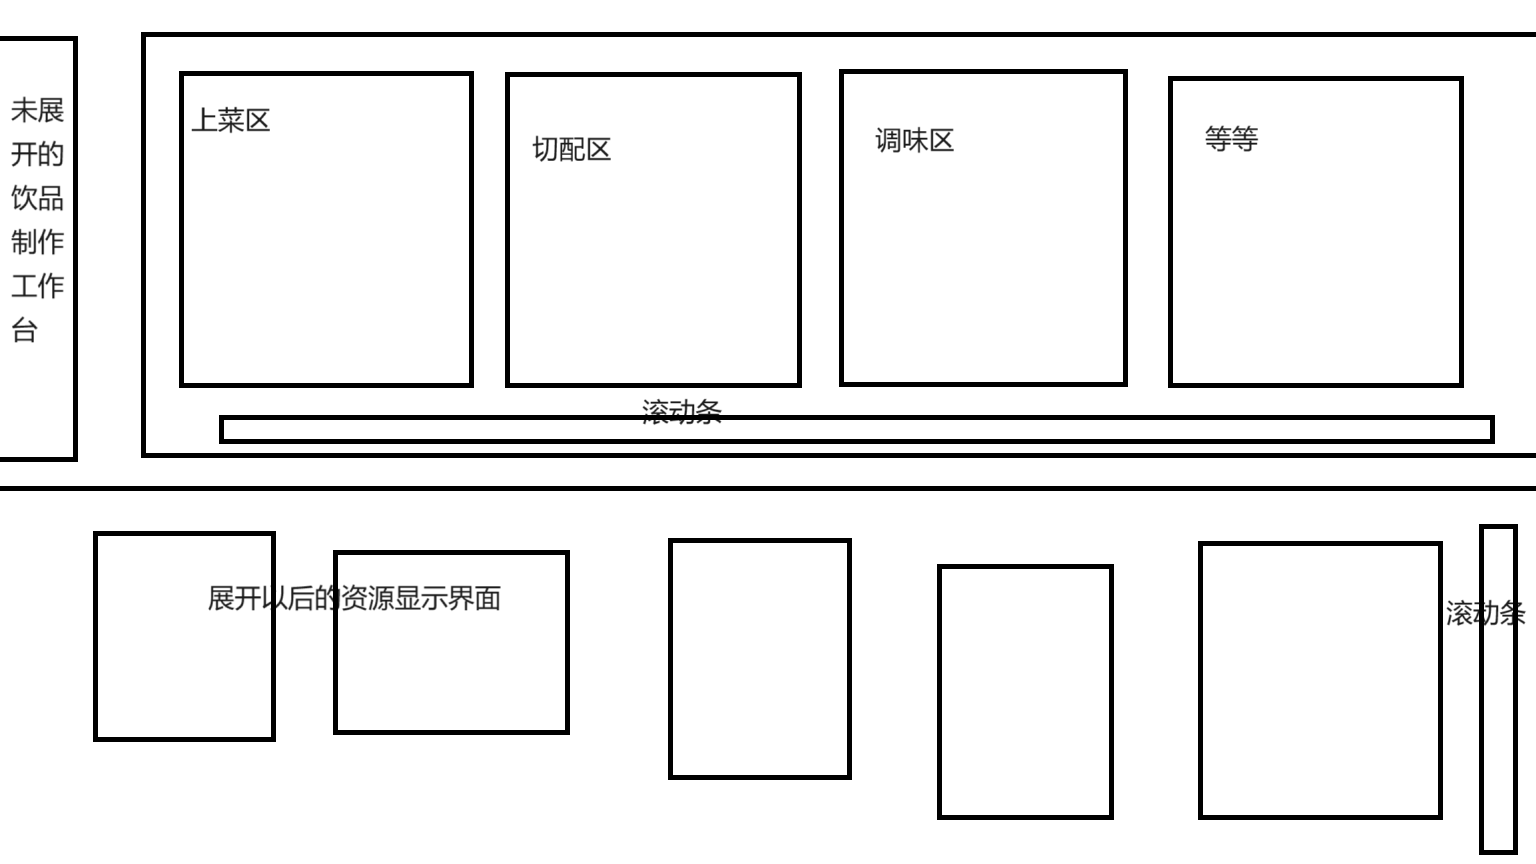 未展
开的
饮品
制作
工作
台
上菜区
切配区
调味区
等等
滚动条
展开以后的资源显示界面
滚动条